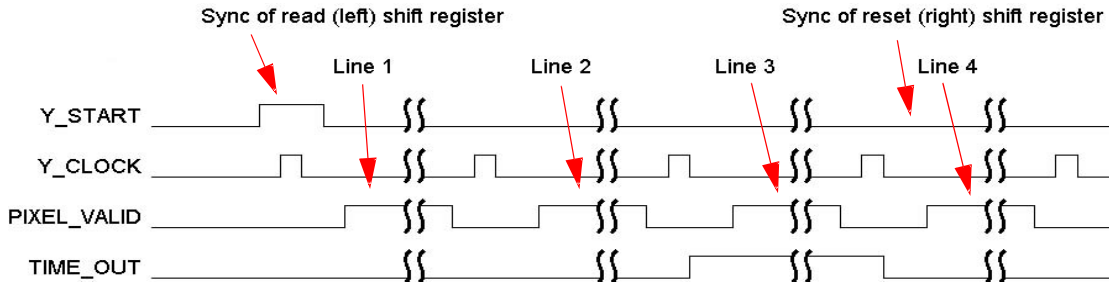 Sync of read (left) shift register
Sync of reset (right) shift register
Line 1
Line 2
Line 3
Line 4
Y_START
Y_CLOCK
PIXEL_VALID
TIME_OUT